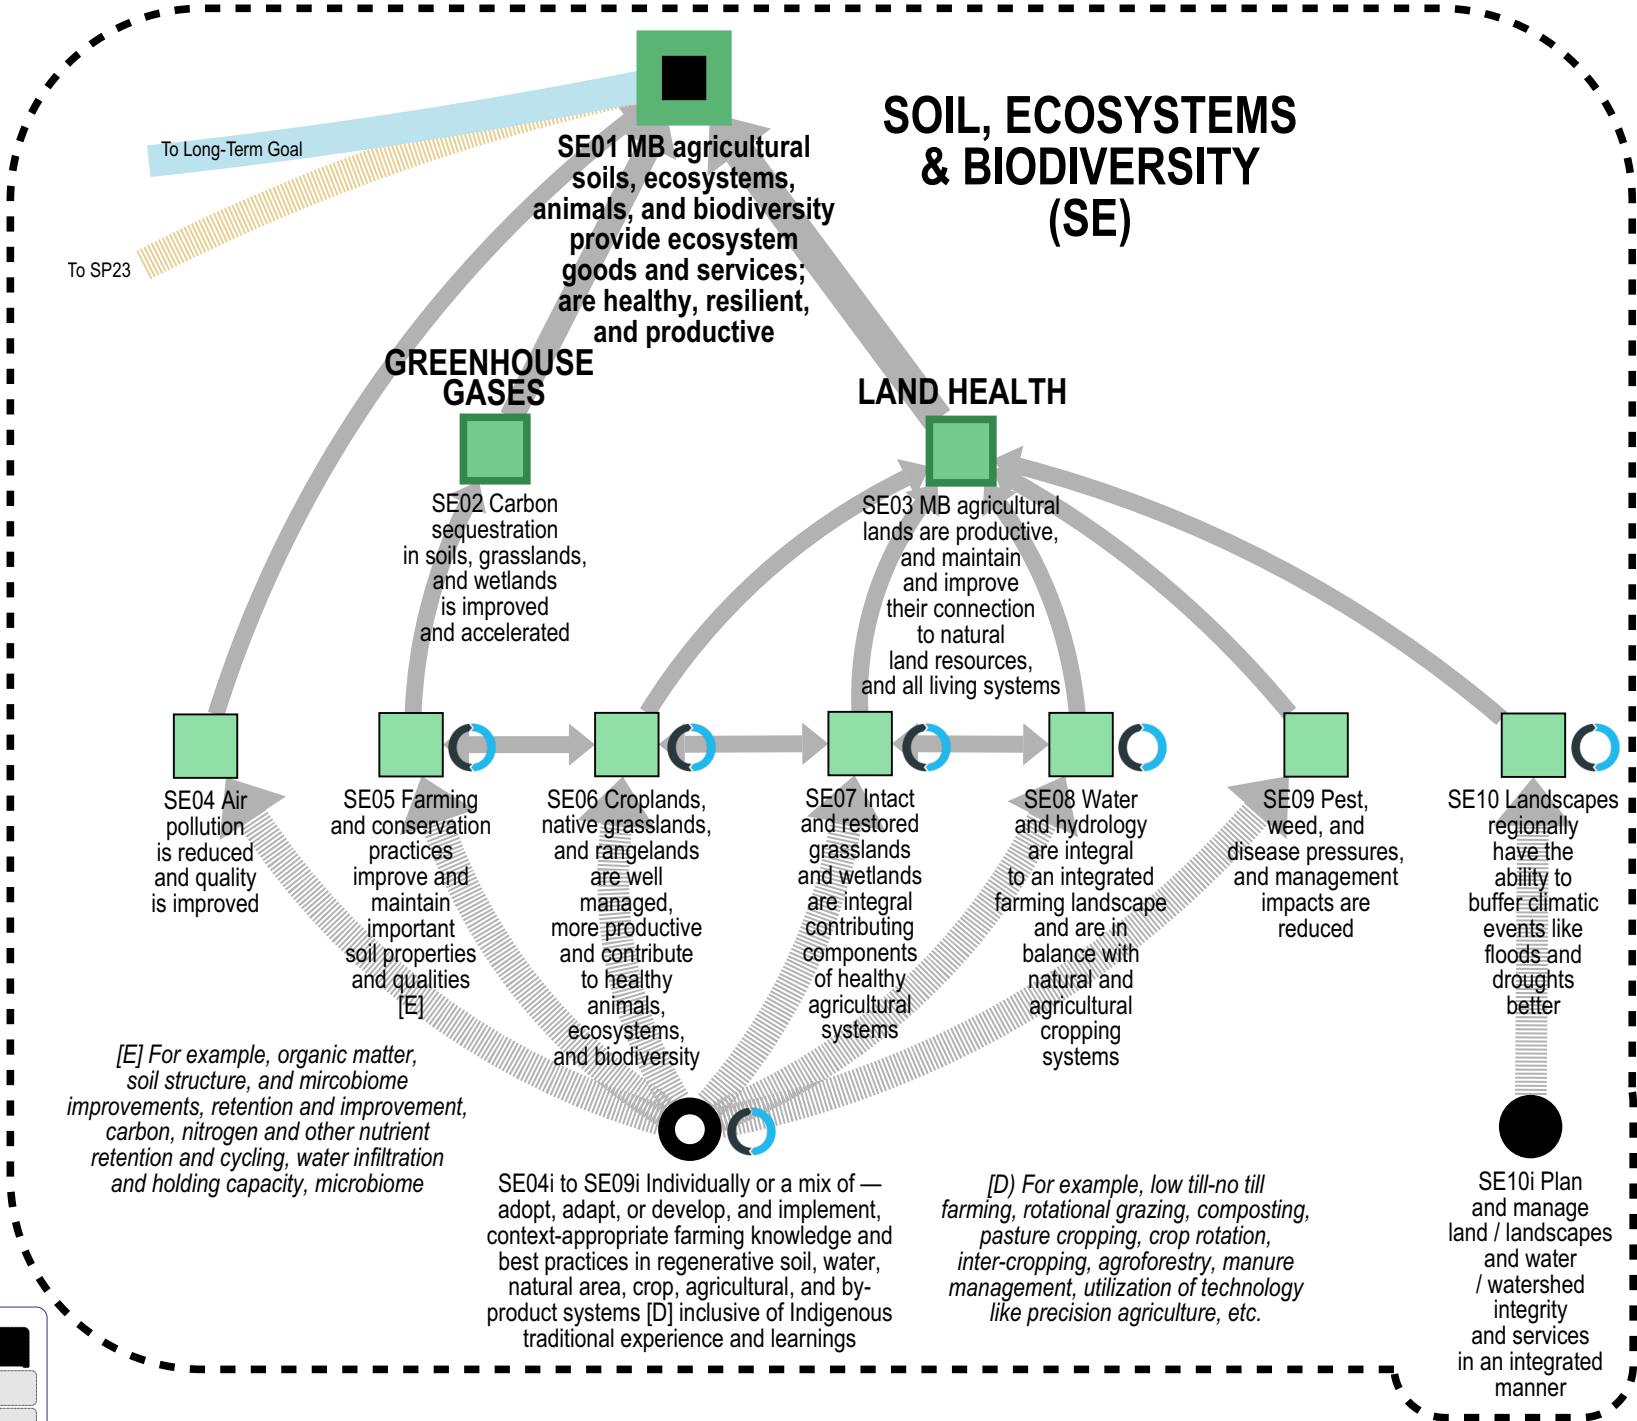 SOIL, ECOSYSTEMS
& BIODIVERSITY
(SE)
To Long-Term Goal
To SP23
SE01 MB agricultural
soils, ecosystems,
animals, and biodiversity
provide ecosystem
goods and services;
are healthy, resilient,
and productive
GREENHOUSE
GASES
LAND HEALTH
SE02 Carbon
sequestration
in soils, grasslands,
and wetlands
is improved
and accelerated
SE03 MB agricultural
lands are productive,
and maintain
and improve
their connection
to natural
land resources,
and all living systems
SE04 Air
pollution
is reduced
and quality
is improved
SE05 Farming
and conservation
practices
improve and
maintain
important
soil properties
and qualities
[E]
SE06 Croplands,
native grasslands,
and rangelands
are well
managed,
more productive
and contribute
to healthy
animals,
ecosystems,
and biodiversity
SE07 Intact
and restored
grasslands
and wetlands
are integral
contributing
components
of healthy
agricultural
systems
SE08 Water
and hydrology
are integral
to an integrated
farming landscape
and are in
balance with
natural and
agricultural
cropping
systems
SE09 Pest,
weed, and
disease pressures,
and management
impacts are
reduced
SE10 Landscapes
regionally
have the
ability to
buffer climatic
events like
floods and
droughts
better
[E] For example, organic matter,
soil structure, and mircobiome
improvements, retention and improvement,
carbon, nitrogen and other nutrient
retention and cycling, water infiltration
and holding capacity, microbiome
SE04i to SE09i Individually or a mix of —
adopt, adapt, or develop, and implement,
context-appropriate farming knowledge and
best practices in regenerative soil, water,
natural area, crop, agricultural, and by-
product systems [D] inclusive of Indigenous
traditional experience and learnings
[D) For example, low till-no till
farming, rotational grazing, composting,
pasture cropping, crop rotation,
inter-cropping, agroforestry, manure
management, utilization of technology
like precision agriculture, etc.
SE10i Plan
and manage
land / landscapes
and water
/ watershed
integrity
and services
in an integrated
manner